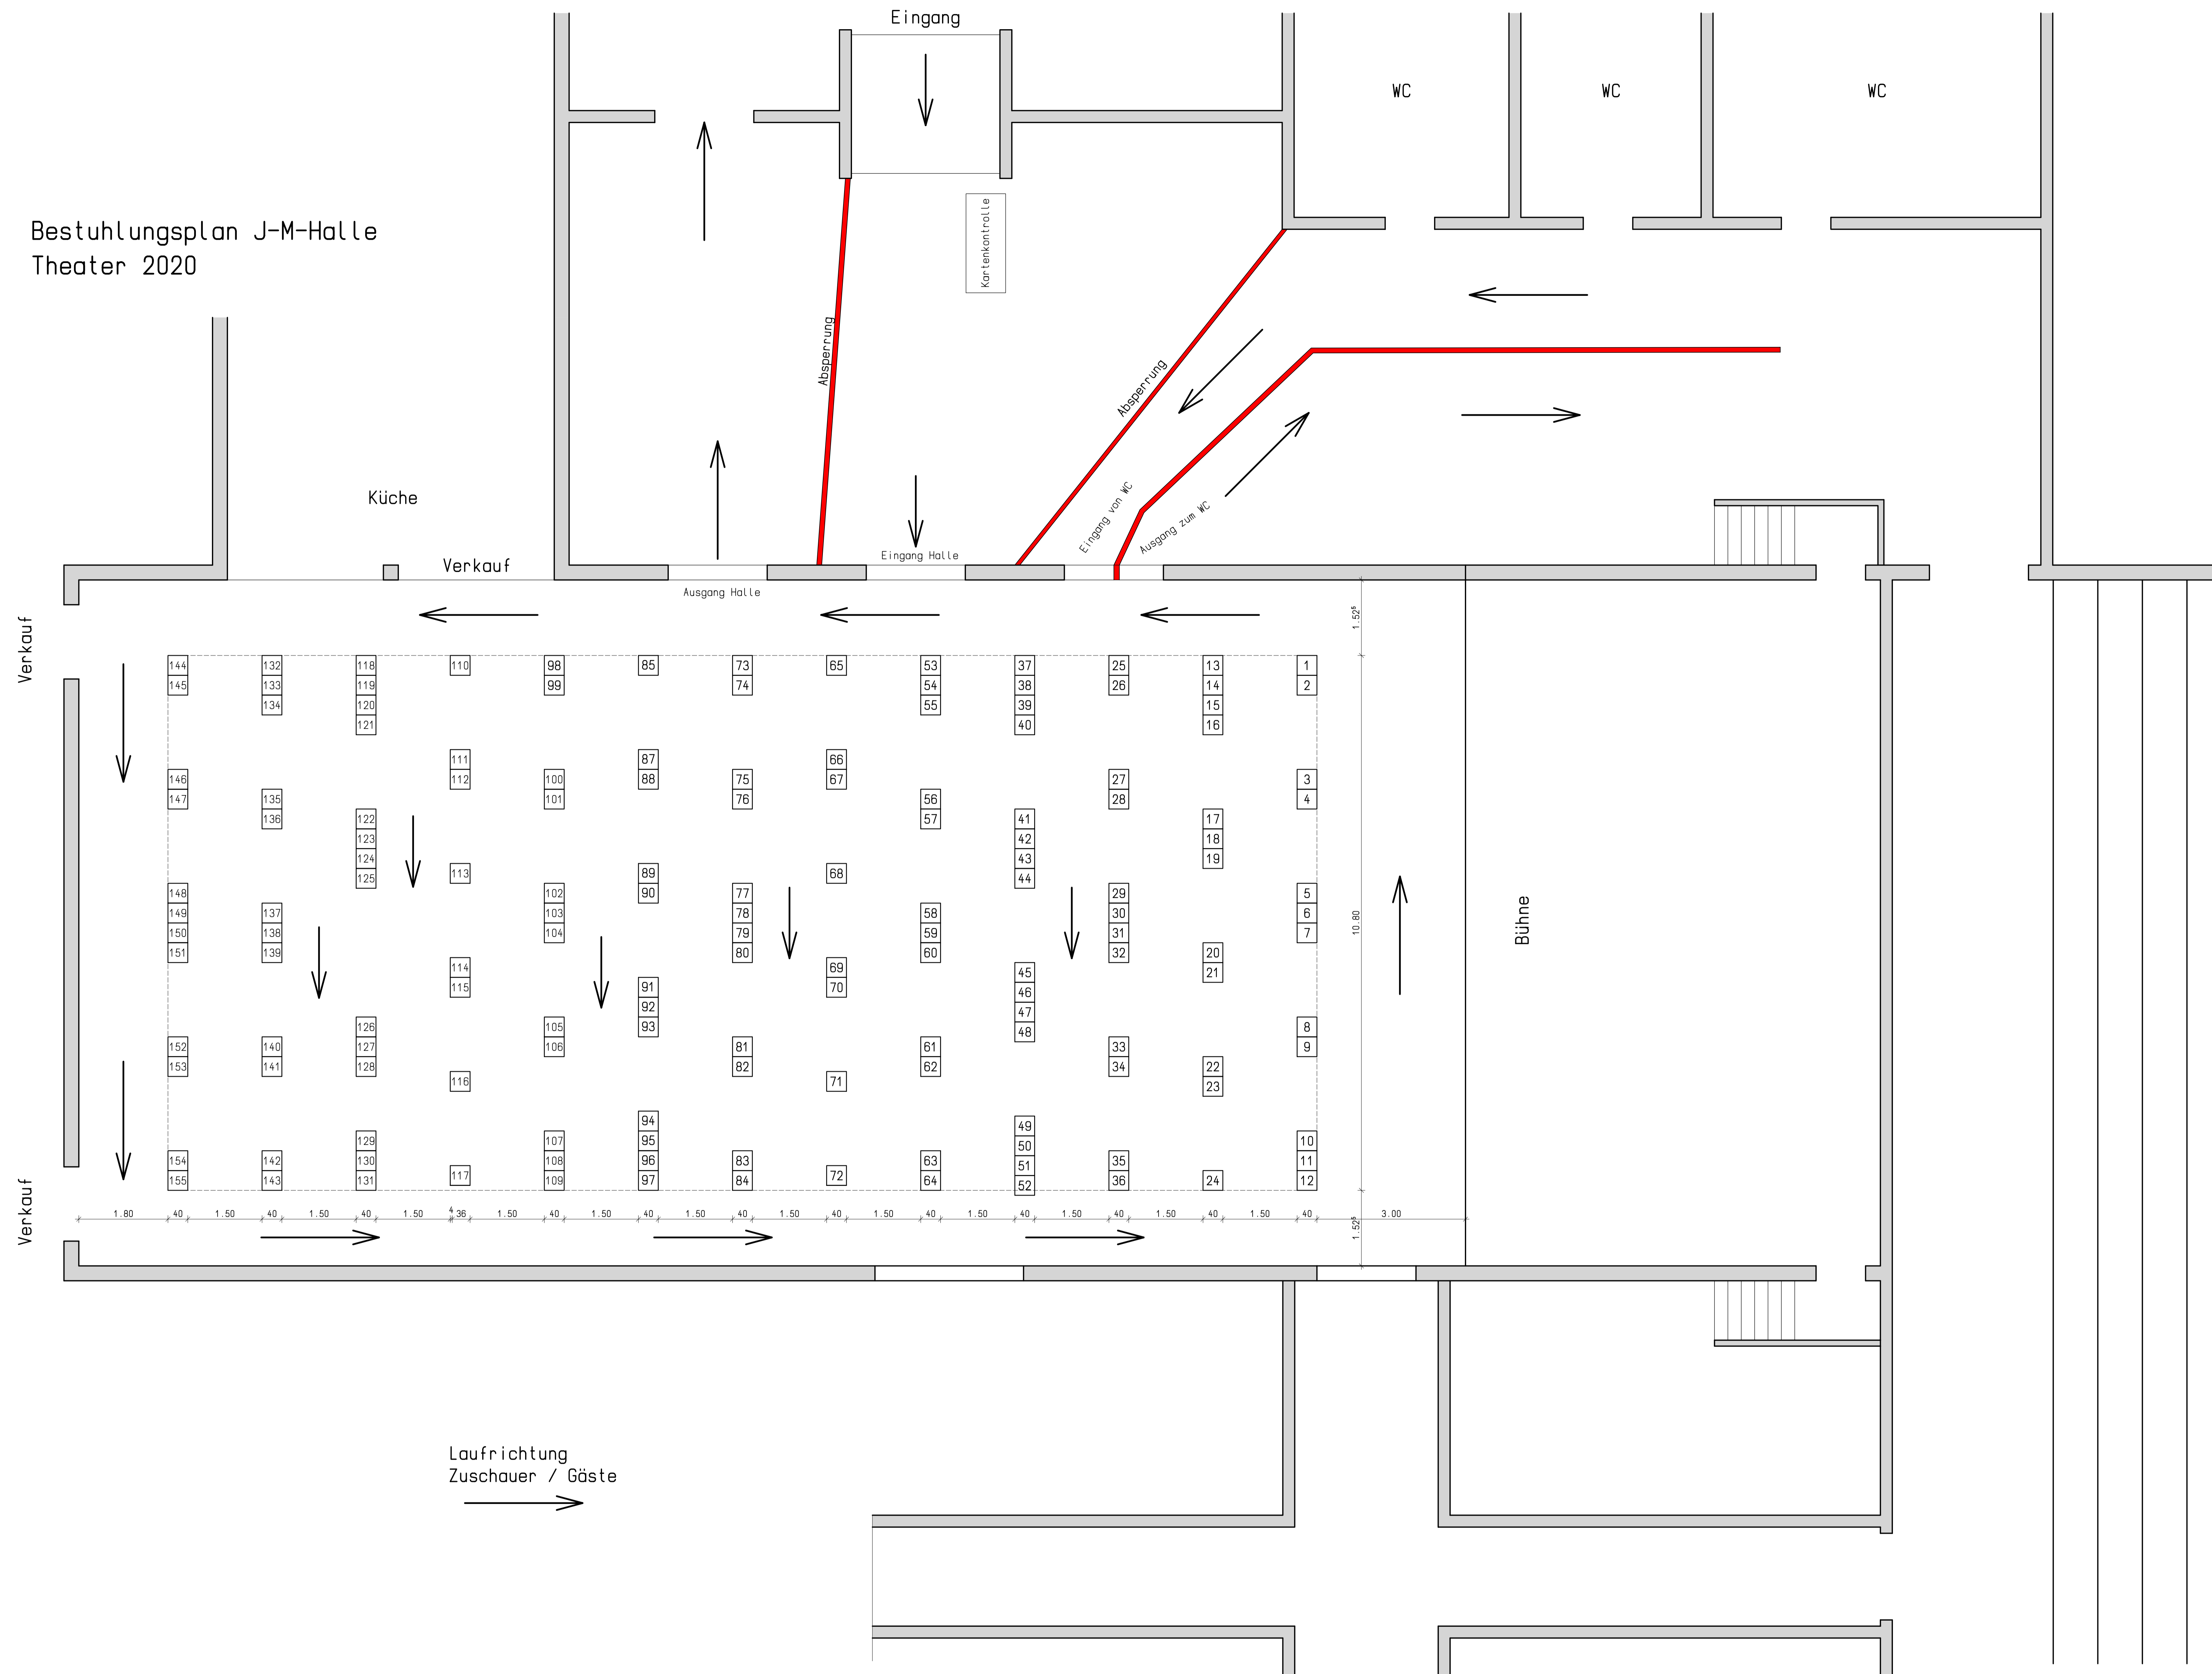 Eingang
WC WC WC
Bestuhlungsplan J-M-Halle
Theater 2020
Kartenkontrolle
Absperrung
Absperrung
Küche
Verkauf
Eingang von WC
Ausgang zum WC
Eingang Halle
Ausgang Halle
Verkauf
1.52⁵
144 132 118 110 98 85 73 65 53 37 25 13 1
145 133 119 99 74 54 38 26 14 2
134 120 55 39 15
121 40 16
111 87 66
146 112 100 88 75 67 27 3
147 135 101 76 56 28 4
136 122 57 41 17
123 42 18
124 43 19
125 113 89 68 44
148 102 90 77 29 5
149 137 103 78 58 30 6
150 138 104 79 59 31 7
151 139 80 60 32 20
114 69 45 21
115 91 70 46
92 47
126 105 93 48 8
152 140 127 106 81 61 33 9
153 141 128 82 62 34 22
116 71 23
94 49
129 107 95 50 10
154 142 130 108 96 83 63 51 35 11
155 143 131 117 109 97 84 72 64 52 36 24 12
10.80
Bühne
Verkauf
1.80 40 1.50 40 1.50 40 1.50 4 36 1.50 40 1.50 40 1.50 40 1.50 40 1.50 40 1.50 40 1.50 40 1.50 40 1.50 40 3.00
1.52⁵
Laufrichtung
Zuschauer / Gäste